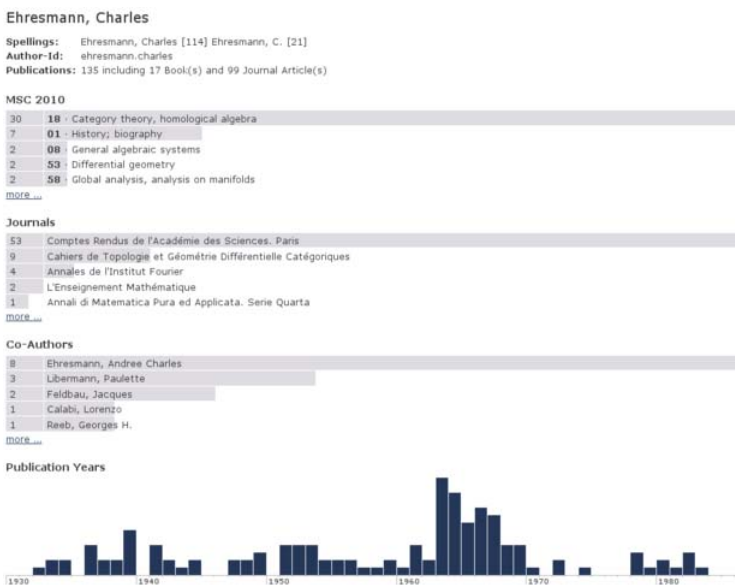 Ehresmann, Charles
Spellings: Ehresmann, Charles [114] Ehresmann, C. [21]
Author-Id: ehresmann.charles
Publications: 135 including 17 Book(s) and 99 Journal Article(s)
MSC 2010
30 18 · Category theory, homological algebra
7 01 · History; biography
2 08 · General algebraic systems
2 53 · Differential geometry
2 58 · Global analysis, analysis on manifolds
more ...
Journals
53 Comptes Rendus de l'Académie des Sciences. Paris
9 Cahiers de Topologie et Géométrie Différentielle Catégoriques
4 Annales de l'Institut Fourier
2 L'Enseignement Mathématique
1 Annali di Matematica Pura ed Applicata. Serie Quarta
more ...
Co-Authors
8 Ehresmann, Andree Charles
3 Libermann, Paulette
2 Feldbau, Jacques
1 Calabi, Lorenzo
1 Reeb, Georges H.
more ...
Publication Years
1930 1940 1950 1960 1970 1980